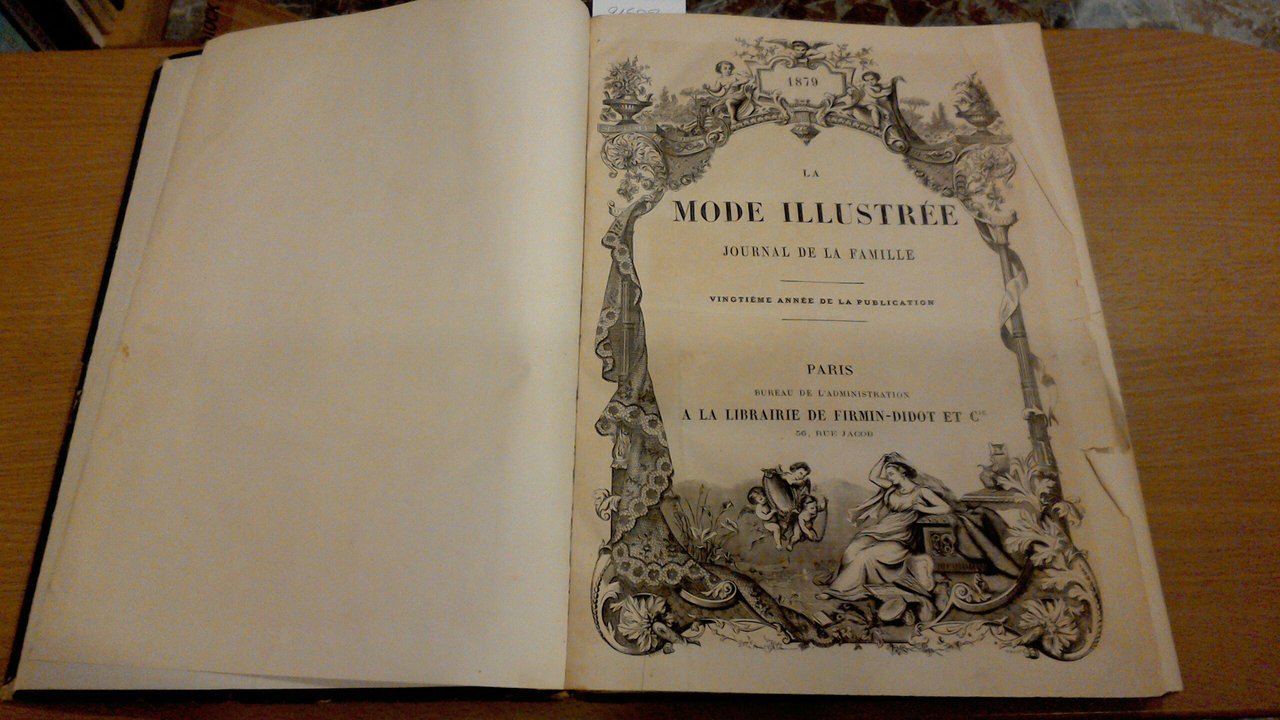 1879
LA
MODE ILLUSTRÉE
JOURNAL DE LA FAMILLE
VINGTIÈME ANNÉE DE LA PUBLICATION
PARIS
BUREAU DE L'ADMINISTRATION
A LA LIBRAIRIE DE FIRMIN-DIDOT ET Cie
56, RUE JACOB